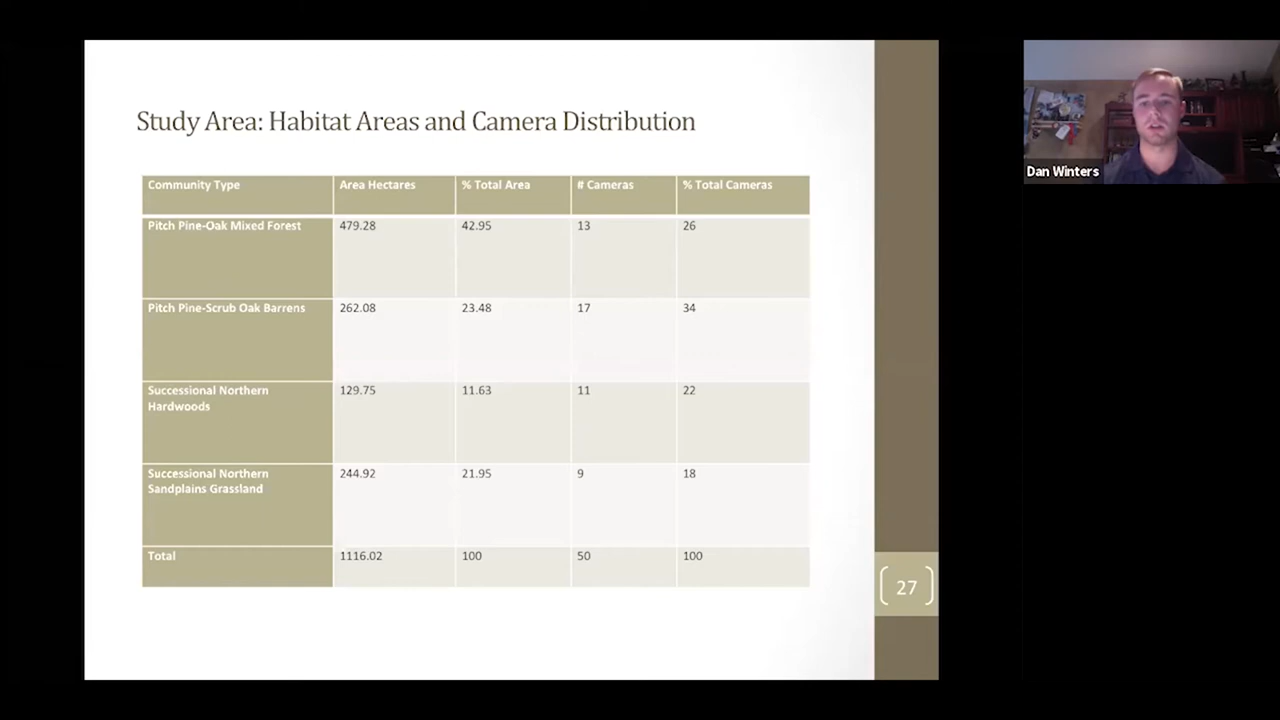 Study Area: Habitat Areas and Camera Distribution
Community Type Area Hectares % Total Area # Cameras % Total Cameras
Pitch Pine-Oak Mixed Forest 479.28 42.95 13 26
Pitch Pine-Scrub Oak Barrens 262.08 23.48 17 34
Successional Northern 129.75 11.63 11 22
Hardwoods
Successional Northern 244.92 21.95 9 18
Sandplains Grassland
Total 1116.02 100 50 100
27
Dan Winters